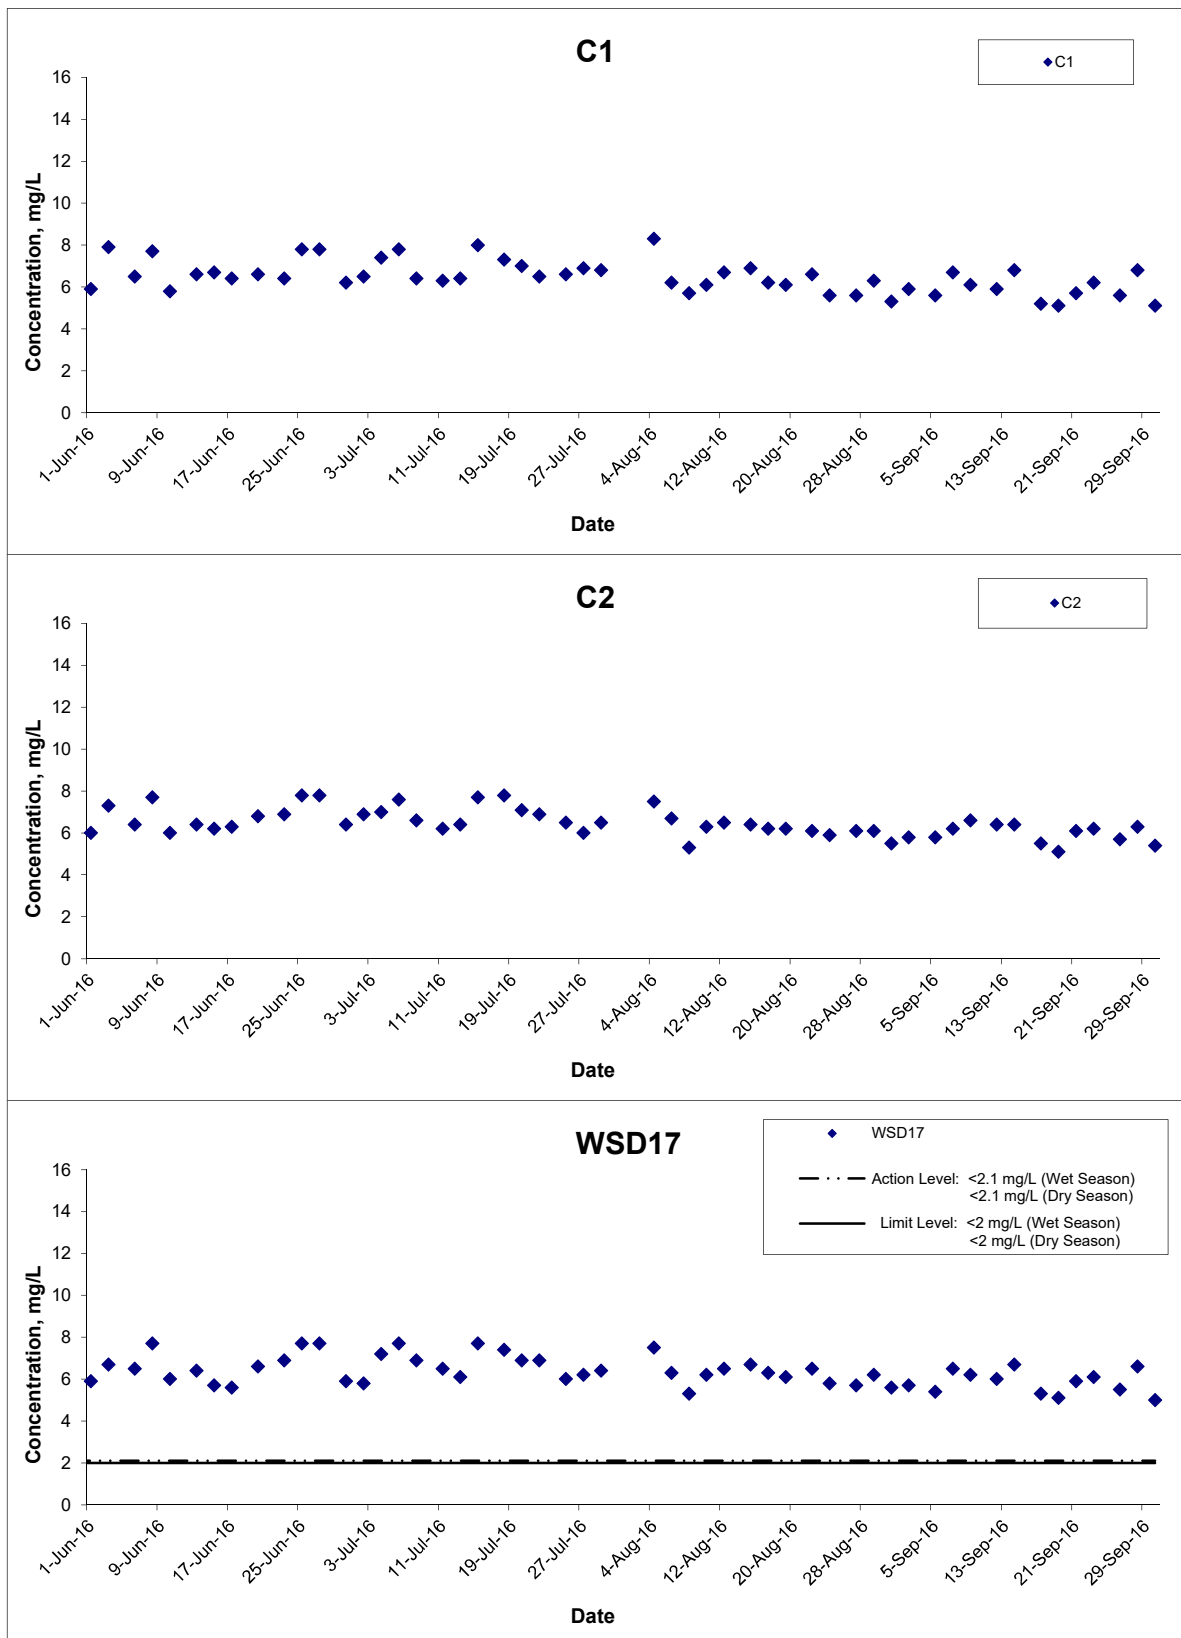 C1
C1
16
14
12
10
8
6
4
2
0
Concentration, mg/L
1-Jun-16
9-Jun-16
17-Jun-16
25-Jun-16
3-Jul-16
11-Jul-16
19-Jul-16
27-Jul-16
4-Aug-16
12-Aug-16
20-Aug-16
28-Aug-16
5-Sep-16
13-Sep-16
21-Sep-16
29-Sep-16
Date
C2
C2
16
14
12
10
8
6
4
2
0
Concentration, mg/L
1-Jun-16
9-Jun-16
17-Jun-16
25-Jun-16
3-Jul-16
11-Jul-16
19-Jul-16
27-Jul-16
4-Aug-16
12-Aug-16
20-Aug-16
28-Aug-16
5-Sep-16
13-Sep-16
21-Sep-16
29-Sep-16
Date
WSD17
WSD17
Action Level: <2.1 mg/L (Wet Season)
<2.1 mg/L (Dry Season)
Limit Level: <2 mg/L (Wet Season)
<2 mg/L (Dry Season)
16
14
12
10
8
6
4
2
0
Concentration, mg/L
1-Jun-16
9-Jun-16
17-Jun-16
25-Jun-16
3-Jul-16
11-Jul-16
19-Jul-16
27-Jul-16
4-Aug-16
12-Aug-16
20-Aug-16
28-Aug-16
5-Sep-16
13-Sep-16
21-Sep-16
29-Sep-16
Date